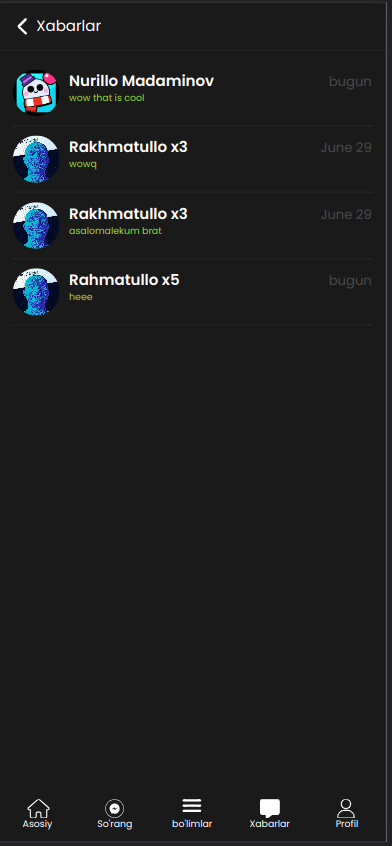 Xabarlar
Nurillo Madaminov
bugun
wow that is cool
Rakhmatullo x3
June 29
wowq
Rakhmatullo x3
June 29
asalomalekum brat
Rahmatullo x5
bugun
heee
Asosiy
So'rang
bo'limlar
Xabarlar
Profil